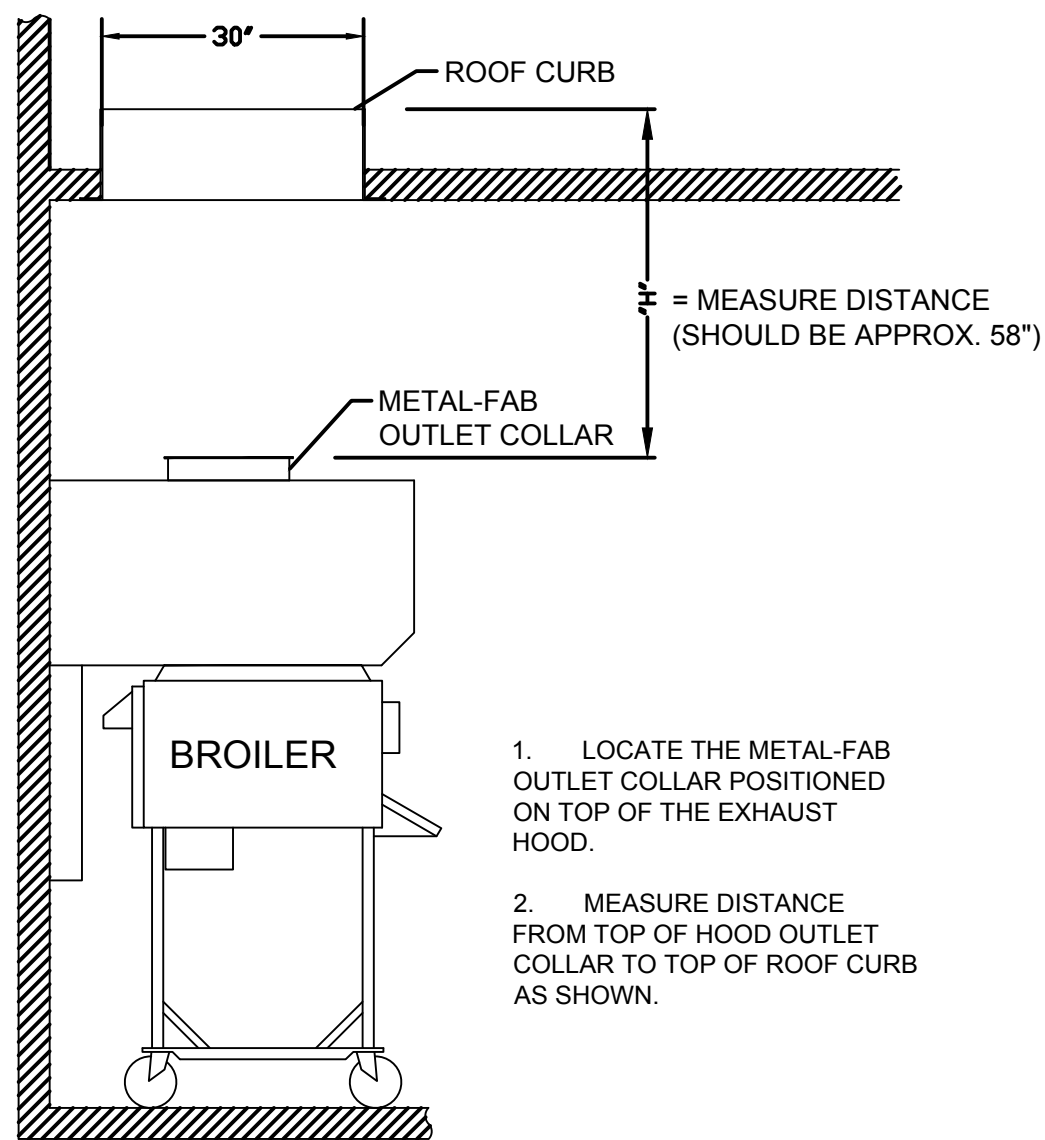 30"
ROOF CURB
"H"
= MEASURE DISTANCE
(SHOULD BE APPROX. 58")
METAL-FAB
OUTLET COLLAR
BROILER
1. LOCATE THE METAL-FAB
OUTLET COLLAR POSITIONED
ON TOP OF THE EXHAUST
HOOD.
2. MEASURE DISTANCE
FROM TOP OF HOOD OUTLET
COLLAR TO TOP OF ROOF CURB
AS SHOWN.